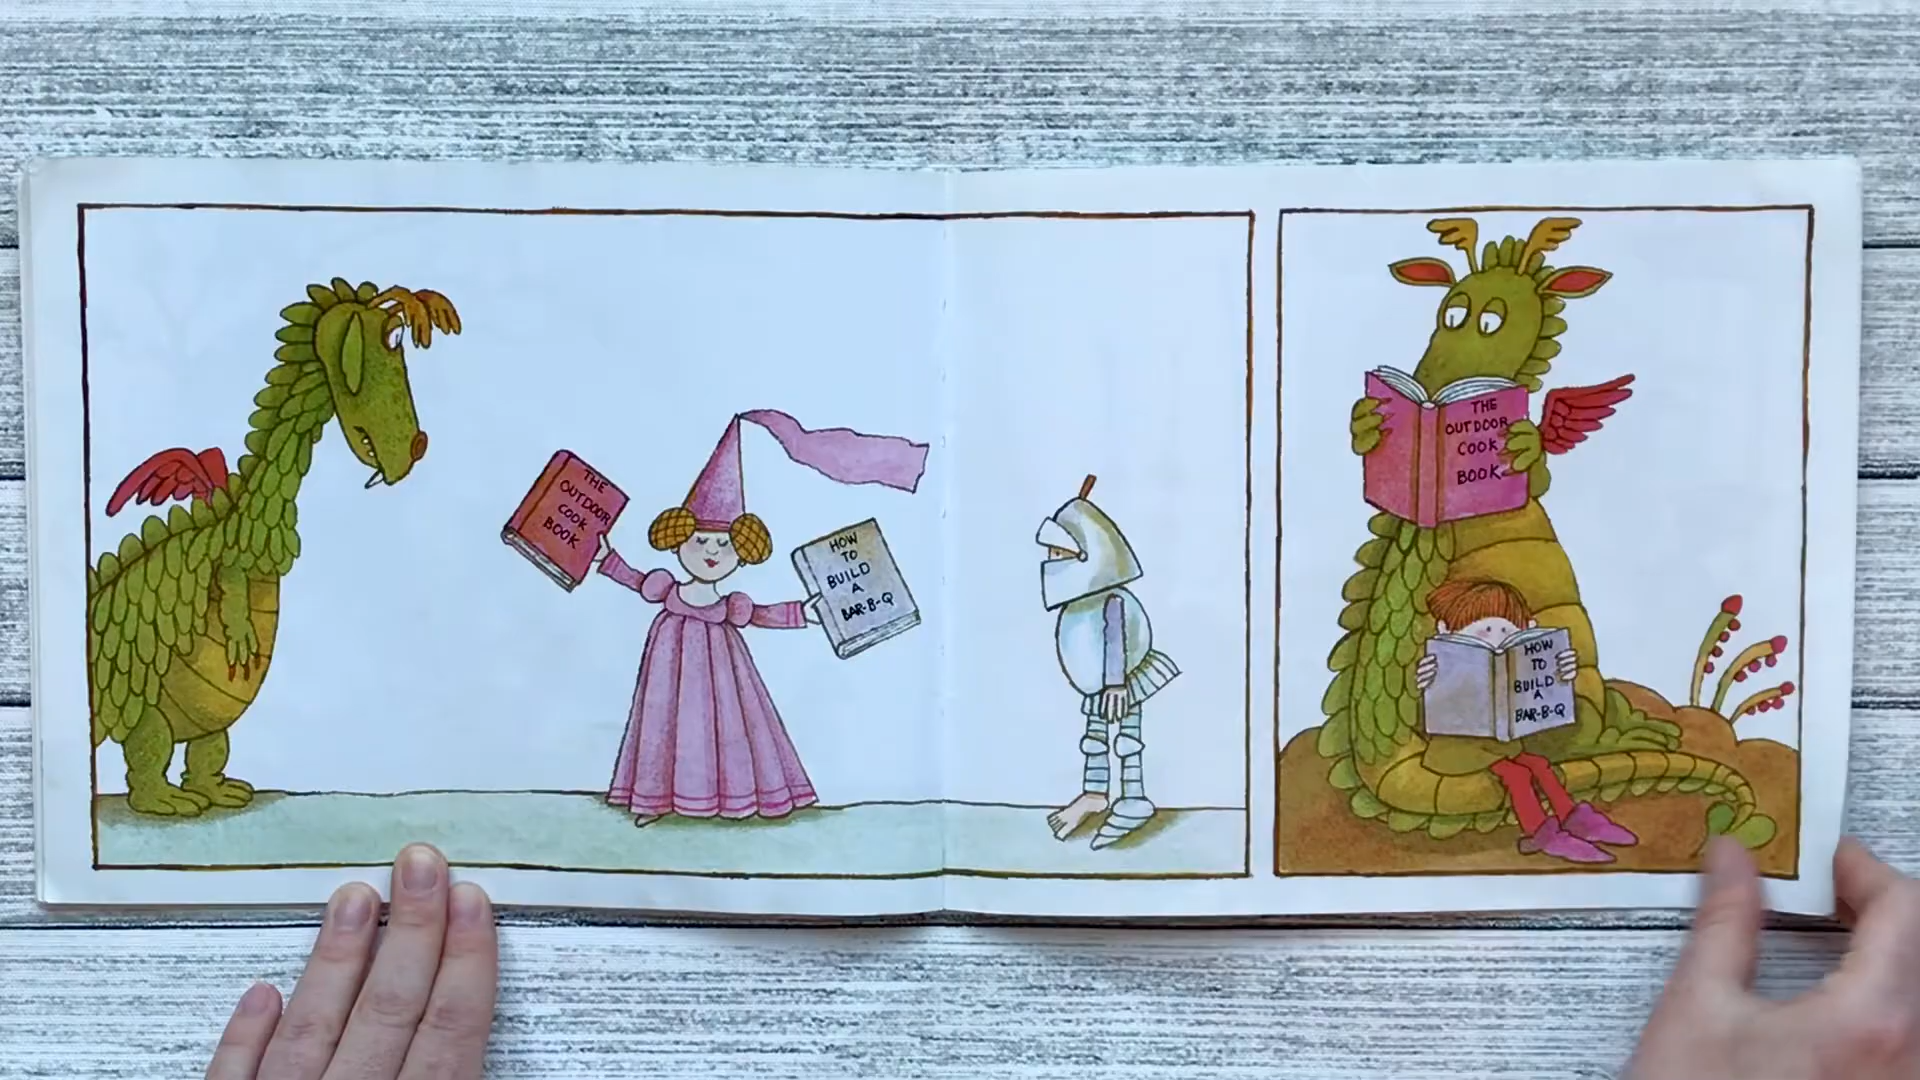 THE
OUTDOOR
COOK
BOOK
HOW
TO
BUILD
A
BAR-B-Q
THE
OUTDOOR
COOK
BOOK
HOW
TO
BUILD
A
BAR-B-Q